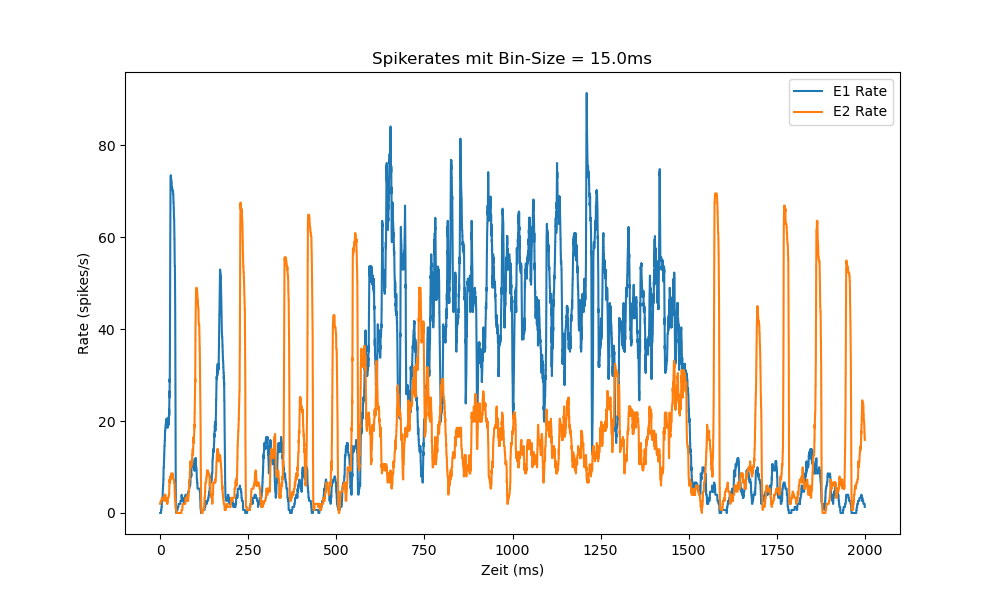 Spikerates mit Bin-Size = 15.0ms
E1 Rate
E2 Rate
Rate (spikes/s)
80
60
40
20
0
0 250 500 750 1000 1250 1500 1750 2000
Zeit (ms)